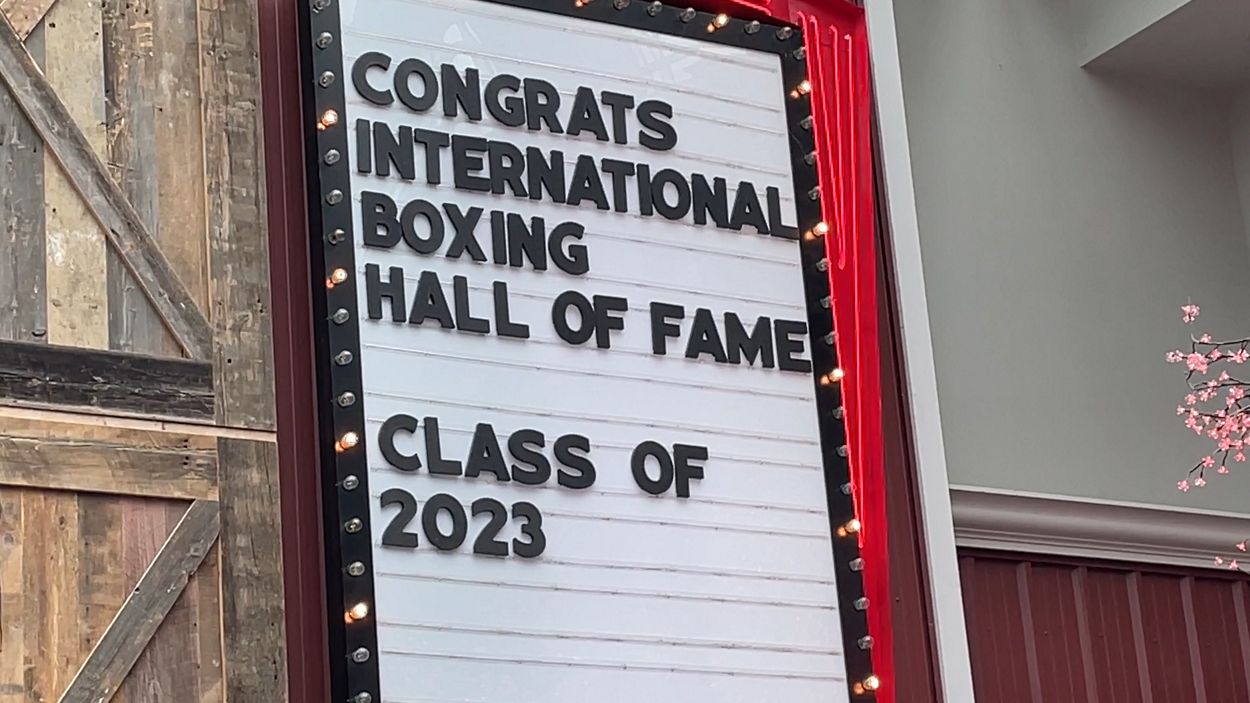 CONGRATS
INTERNATIONAL
BOXING
HALL OF FAME
CLASS OF
2023